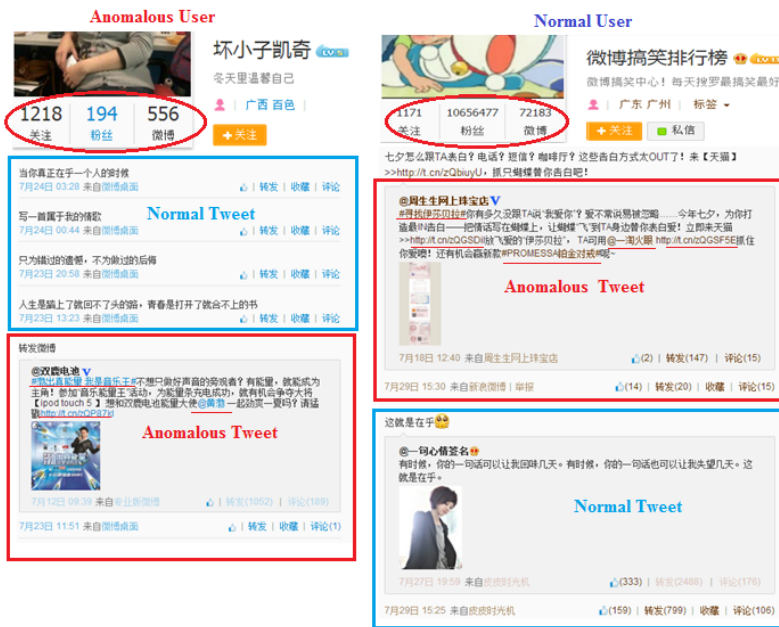 Anomalous User
坏小子凯奇 LV 5
冬天里温馨自己
广西 百色
1218 194 556
关注 粉丝 微博
+关注
当你真正在乎一个人的时候
7月24日 03:28 来自微博桌面 | 转发 | 收藏 | 评论
写一首属于我的情歌
Normal Tweet
7月24日 00:44 来自微博桌面 | 转发 | 收藏 | 评论
只为错过的遗憾，不为做过的后悔
7月23日 20:58 来自微博桌面 | 转发 | 收藏 | 评论
人生是踏上了就回不了头的路，青春是打开了就合不上的书
7月23日 13:23 来自微博桌面 | 转发 | 收藏 | 评论
转发微博
@双鹿电池 V
#勃出真能量 我是音乐王#不想只做好声音的旁观者？有能量，就能成为
主角！参加“音乐能量王”活动，为能量条充电成功，就有机会争夺大将
【ipod touch 5 】想和双鹿电池能量大使@黄渤 一起劲爽一夏吗？请猛
戳http://t.cn/zQP87kl
Anomalous Tweet
7月12日 09:39 来自专业版微博 | 转发(1052) | 评论(189)
7月23日 11:51 来自微博桌面 | 转发 | 收藏 | 评论(1)
Normal User
微博搞笑排行榜
微博搞笑中心！每天搜罗最搞笑最好
广东 广州 | 标签
1171 10656477 72183
关注 粉丝 微博
+关注 私信
七夕怎么跟TA表白？电话？短信？咖啡厅？这些告白方式太OUT了！来【天猫】
>>http://t.cn/zQbiuyU，抓只蝴蝶替你告白吧！
@周生生网上珠宝店 V
#寻找伊莎贝拉#你有多久没跟TA说“我爱你”？爱不常说易被忽略……今年七夕，为你打
造最IN告白——把情话写在蝴蝶上，让蝴蝶“飞”到TA身边替你表白爱！立即来天猫
>>http://t.cn/zQGSDil放飞爱的“伊莎贝拉”，TA可用@一淘火眼 http://t.cn/zQGSF5E抓住
你爱噢！还有机会赢新款#PROMESSA铂金对戒#呢~
Anomalous Tweet
7月18日 12:40 来自周生生网上珠宝店 (2) | 转发(147) | 评论(15)
7月29日 15:30 来自新浪微博 | 举报 (14) | 转发(20) | 收藏 | 评论(15)
这就是在乎
@一句心情签名
有时候，你的一句话可以让我回味几天。有时候，你的一句话也可以让我失望几天。这
就是在乎。
Normal Tweet
7月27日 19:59 来自皮皮时光机 (333) | 转发(2488) | 评论(176)
7月29日 15:25 来自皮皮时光机 (159) | 转发(799) | 收藏 | 评论(106)